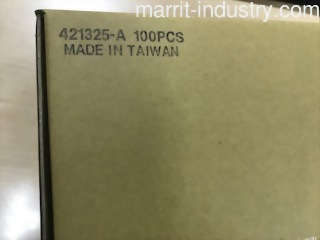 marrit-industry.com
421325-A 100PCS
MADE IN TAIWAN